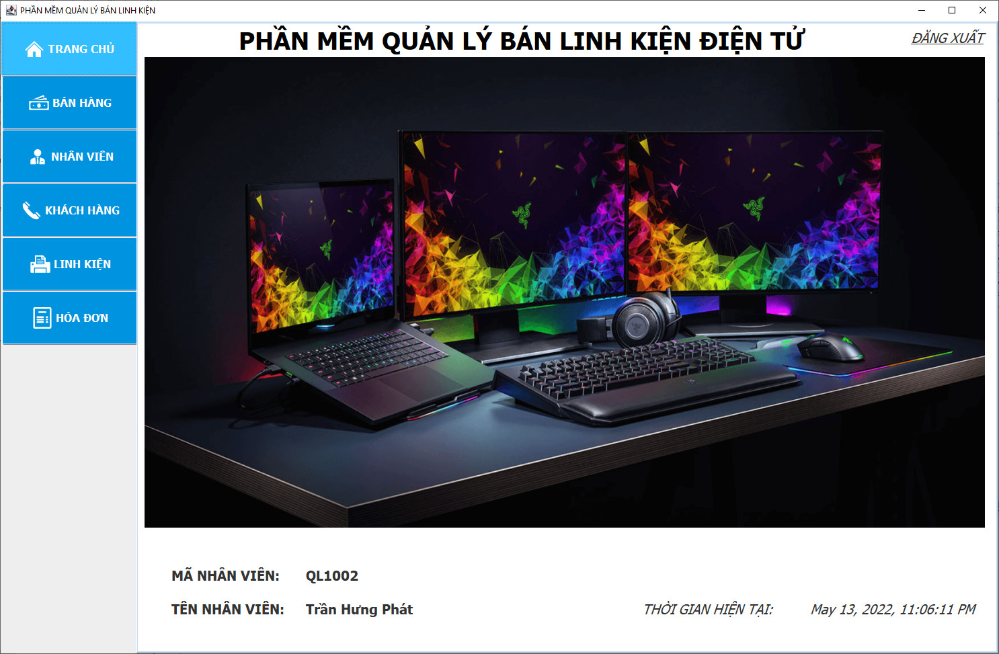 PHẦN MỀM QUẢN LÝ BÁN LINH KIỆN
PHẦN MỀM QUẢN LÝ BÁN LINH KIỆN ĐIỆN TỬ
ĐĂNG XUẤT
TRANG CHỦ
BÁN HÀNG
NHÂN VIÊN
KHÁCH HÀNG
LINH KIỆN
HÓA ĐƠN
MÃ NHÂN VIÊN: QL1002
TÊN NHÂN VIÊN: Trần Hưng Phát
THỜI GIAN HIỆN TẠI: May 13, 2022, 11:06:11 PM